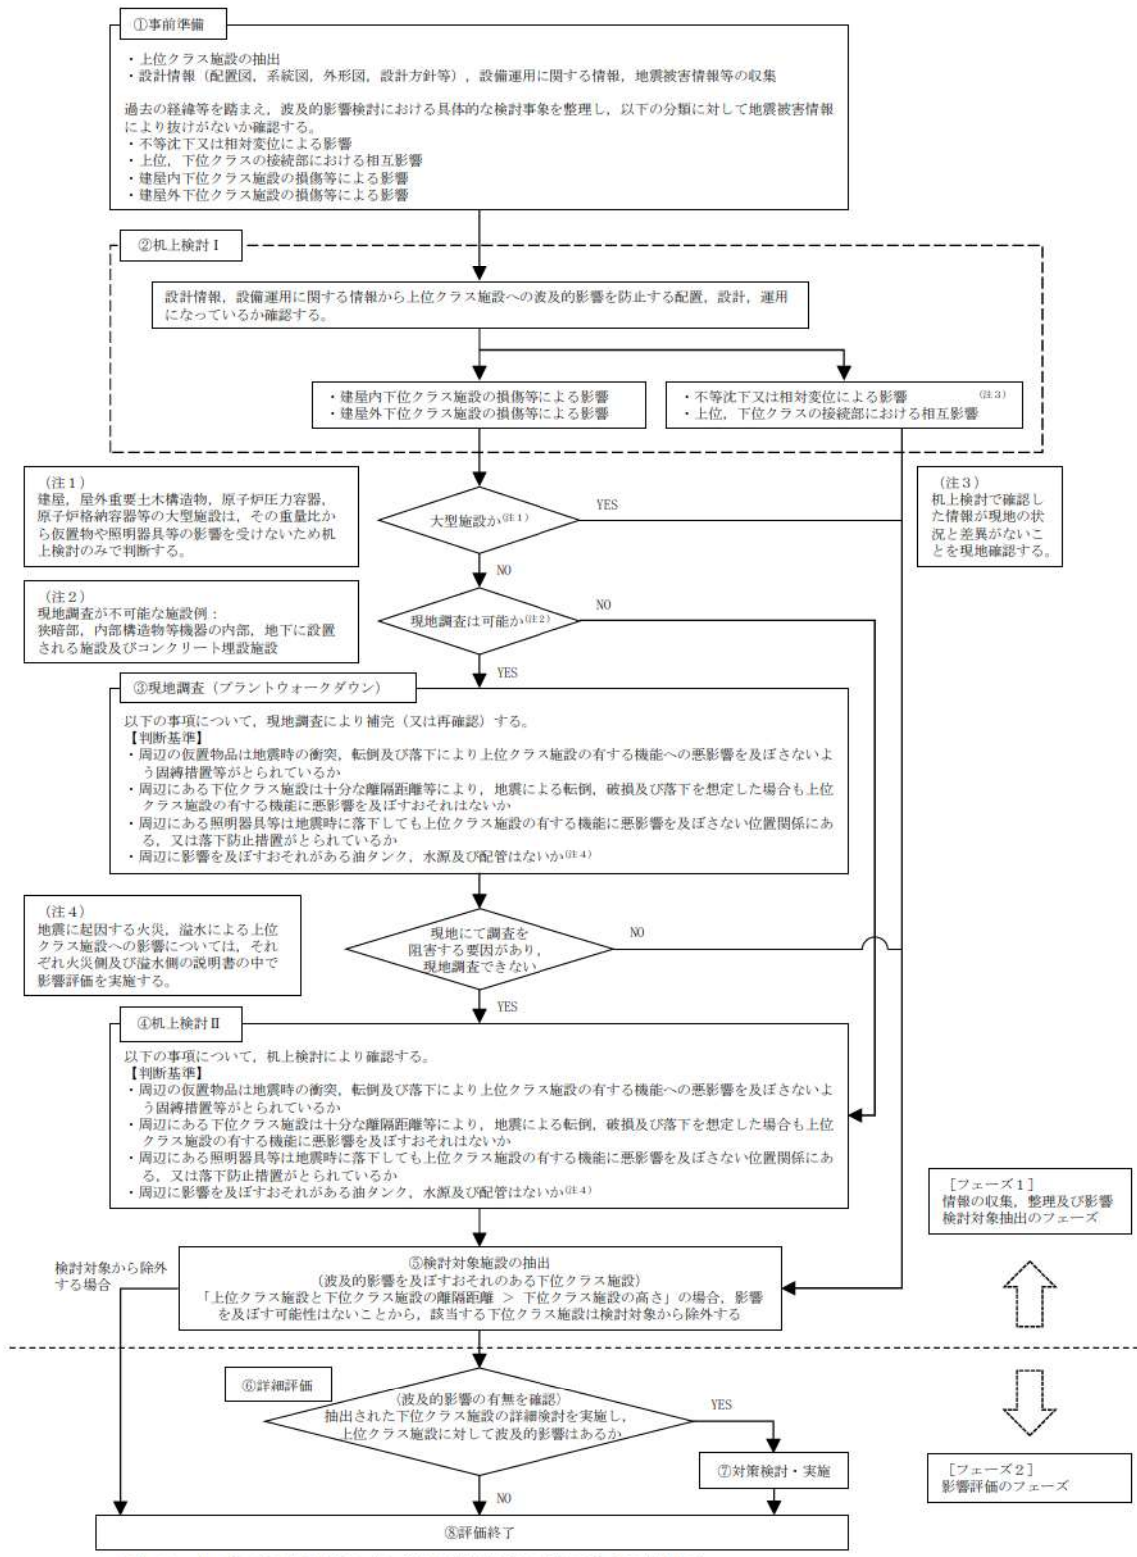 ①事前準備
・上位クラス施設の抽出
・設計情報（配置図，系統図，外形図，設計方針等），設備運用に関する情報，地震被害情報等の収集
過去の経緯等を踏まえ，波及的影響検討における具体的な検討事象を整理し，以下の分類に対して地震被害情報
により抜けがないか確認する。
・不等沈下又は相対変位による影響
・上位，下位クラスの接続部における相互影響
・建屋内下位クラス施設の損傷等による影響
・建屋外下位クラス施設の損傷等による影響
②机上検討Ⅰ
設計情報，設備運用に関する情報から上位クラス施設への波及的影響を防止する配置，設計，運用
になっているか確認する。
・建屋内下位クラス施設の損傷等による影響
・建屋外下位クラス施設の損傷等による影響
・不等沈下又は相対変位による影響 （注3）
・上位，下位クラスの接続部における相互影響
（注１）
建屋，屋外重要土木構造物，原子炉圧力容器，
原子炉格納容器等の大型施設は，その重量比か
ら仮置物や照明器具等の影響を受けないため机
上検討のみで判断する。
大型施設か（注1）
YES
NO
（注３）
机上検討で確認し
た情報が現地の状
況と差異がないこ
とを現地確認する。
（注２）
現地調査が不可能な施設例：
狭暗部，内部構造物等機器の内部，地下に設置
される施設及びコンクリート埋設施設
現地調査は可能か（注2）
NO
YES
③現地調査（プラントウォークダウン）
以下の事項について，現地調査により補完（又は再確認）する。
【判断基準】
・周辺の仮置物品は地震時の衝突，転倒及び落下により上位クラス施設の有する機能への悪影響を及ぼさないよ
う固縛措置等がとられているか
・周辺にある下位クラス施設は十分な離隔距離等により，地震による転倒，破損及び落下を想定した場合も上位
クラス施設の有する機能に悪影響を及ぼすおそれはないか
・周辺にある照明器具等は地震時に落下しても上位クラス施設の有する機能に悪影響を及ぼさない位置関係にあ
る，又は落下防止措置がとられているか
・周辺に影響を及ぼすおそれがある油タンク，水源及び配管はないか（注4）
（注４）
地震に起因する火災，溢水による上位
クラス施設への影響については，それ
ぞれ火災側及び溢水側の説明書の中で
影響評価を実施する。
現地にて調査を
阻害する要因があり，
現地調査できない
NO
YES
④机上検討Ⅱ
以下の事項について，机上検討により確認する。
【判断基準】
・周辺の仮置物品は地震時の衝突，転倒及び落下により上位クラス施設の有する機能への悪影響を及ぼさないよ
う固縛措置等がとられているか
・周辺にある下位クラス施設は十分な離隔距離等により，地震による転倒，破損及び落下を想定した場合も上位
クラス施設の有する機能に悪影響を及ぼすおそれはないか
・周辺にある照明器具等は地震時に落下しても上位クラス施設の有する機能に悪影響を及ぼさない位置関係にあ
る，又は落下防止措置がとられているか
・周辺に影響を及ぼすおそれがある油タンク，水源及び配管はないか（注4）
［フェーズ１］
情報の収集，整理及び影響
検討対象抽出のフェーズ
検討対象から除外
する場合
⑤検討対象施設の抽出
（波及的影響を及ぼすおそれのある下位クラス施設）
「上位クラス施設と下位クラス施設の離隔距離 ＞ 下位クラス施設の高さ」の場合，影響
を及ぼす可能性はないことから，該当する下位クラス施設は検討対象から除外する
⑥詳細評価
（波及的影響の有無を確認）
抽出された下位クラス施設の詳細検討を実施し，
上位クラス施設に対して波及的影響はあるか
YES
NO
⑦対策検討・実施
［フェーズ２］
影響評価のフェーズ
⑧評価終了